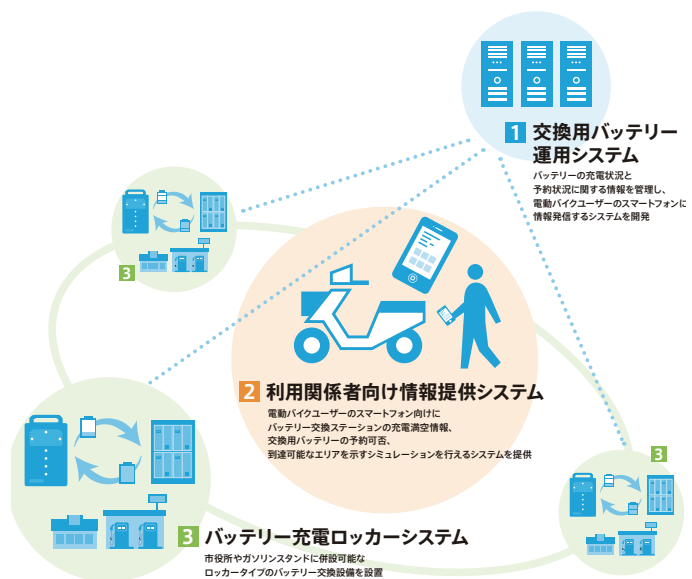 1 交換用バッテリー
運用システム
バッテリーの充電状況と
予約状況に関する情報を管理し、
電動バイクユーザーのスマートフォンに
情報発信するシステムを開発
3
2 利用関係者向け情報提供システム
電動バイクユーザーのスマートフォン向けに
バッテリー交換ステーションの充電満空情報、
交換用バッテリーの予約可否、
到達可能なエリアを示すシミュレーションを行えるシステムを提供
3
3 バッテリー充電ロッカーシステム
市役所やガソリンスタンドに併設可能な
ロッカータイプのバッテリー交換設備を設置